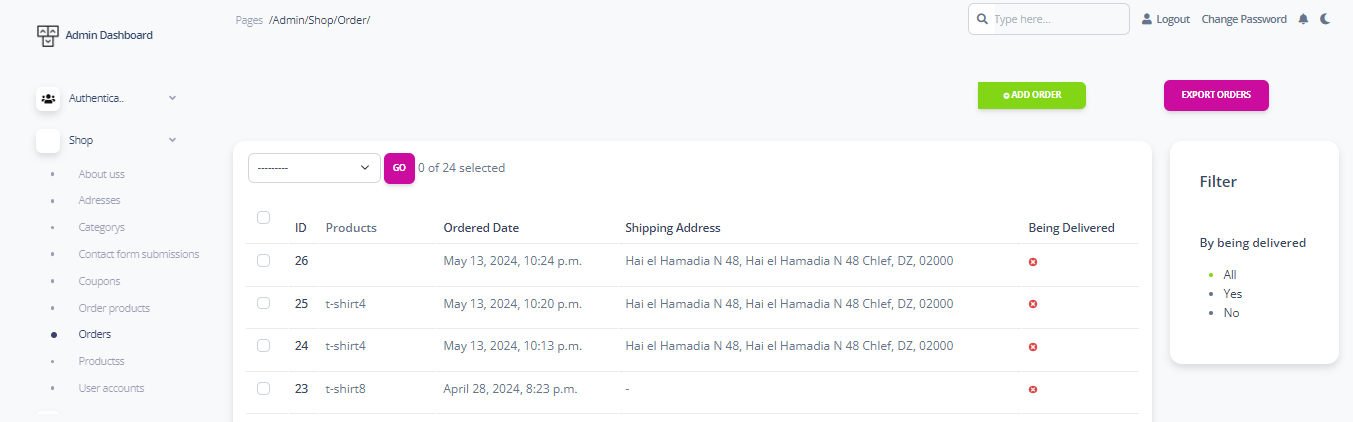 Pages /Admin/Shop/Order/
Type here...
Logout
Change Password
Admin Dashboard
Authentica..
Shop
About uss
Adresses
Categorys
Contact form submissions
Coupons
Order products
Orders
Productss
User accounts
ADD ORDER
EXPORT ORDERS
---------
GO
0 of 24 selected
ID Products Ordered Date Shipping Address Being Delivered
26 May 13, 2024, 10:24 p.m. Hai el Hamadia N 48, Hai el Hamadia N 48 Chlef, DZ, 02000
25 t-shirt4 May 13, 2024, 10:20 p.m. Hai el Hamadia N 48, Hai el Hamadia N 48 Chlef, DZ, 02000
24 t-shirt4 May 13, 2024, 10:13 p.m. Hai el Hamadia N 48, Hai el Hamadia N 48 Chlef, DZ, 02000
23 t-shirt8 April 28, 2024, 8:23 p.m. -
Filter
By being delivered
All
Yes
No